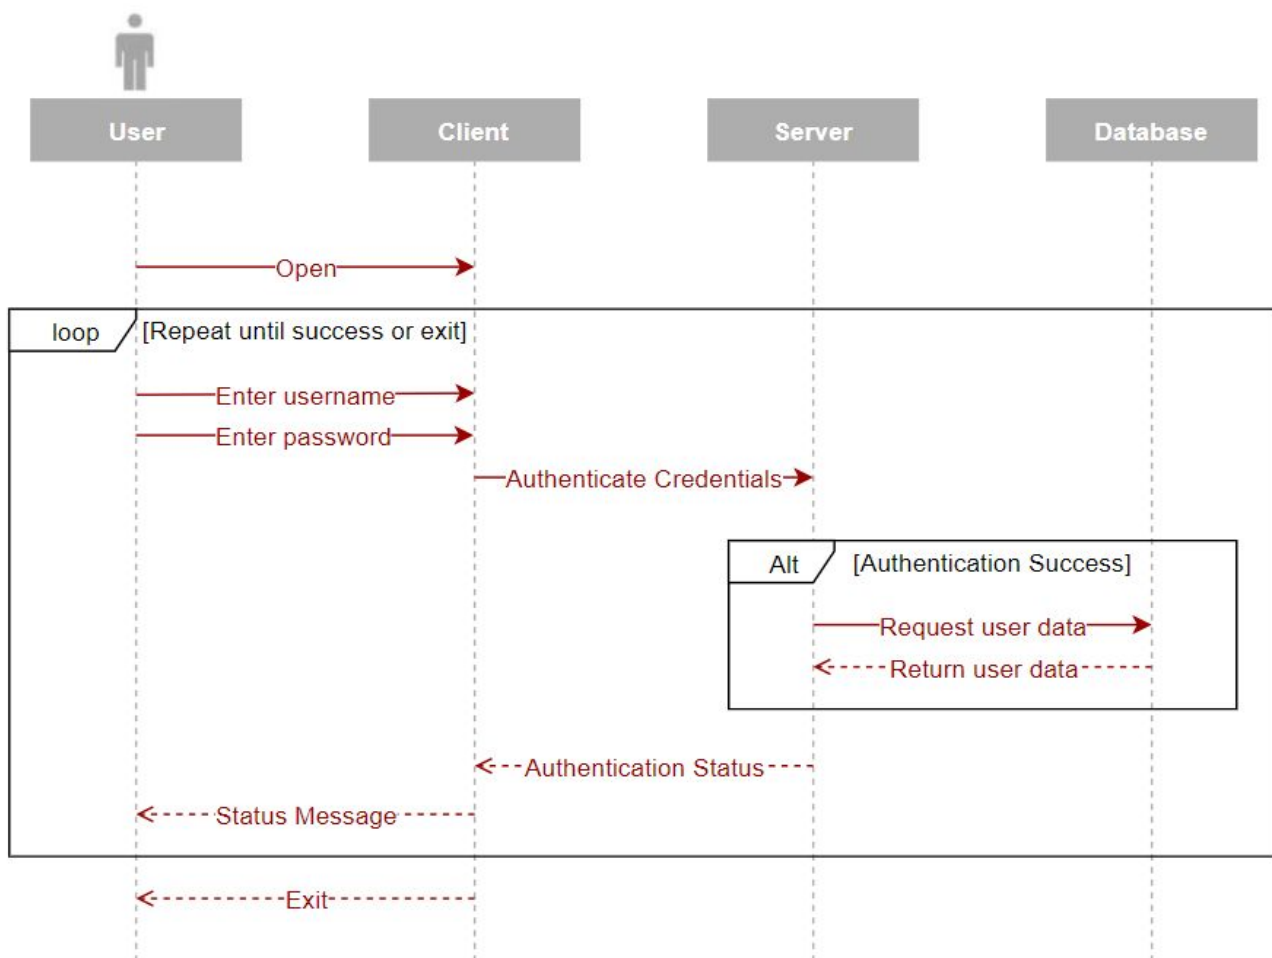 User
Client
Server
Database
Open
loop
[Repeat until success or exit]
Enter username
Enter password
Authenticate Credentials
Alt
[Authentication Success]
Request user data
Return user data
Authentication Status
Status Message
Exit